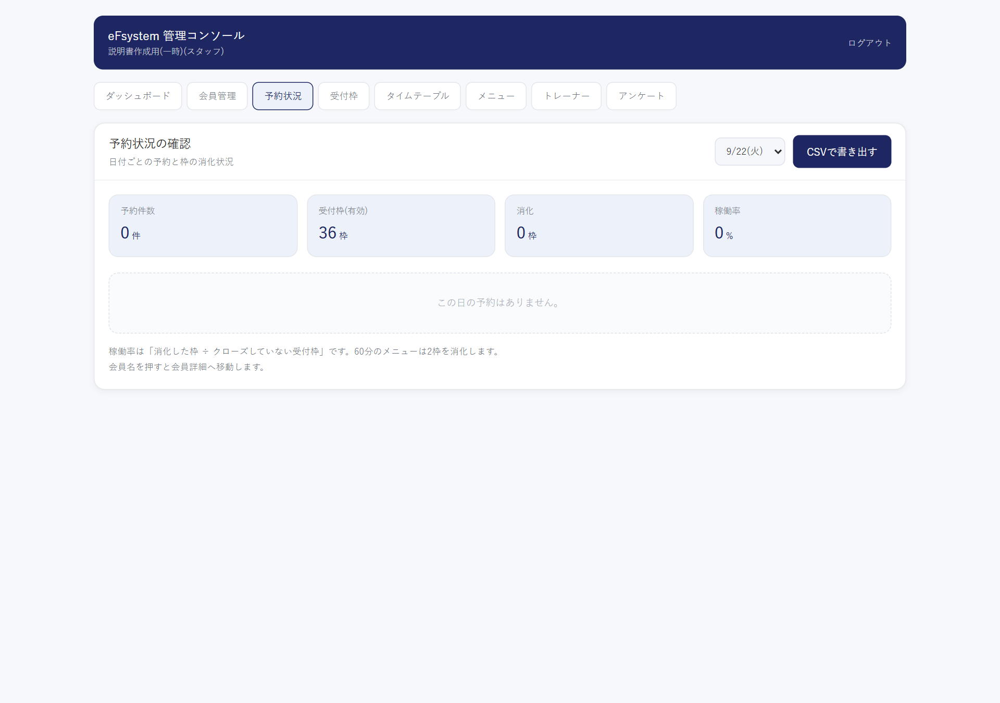 eFsystem 管理コンソール
説明書作成用(一時)(スタッフ)
ログアウト
ダッシュボード
会員管理
予約状況
受付枠
タイムテーブル
メニュー
トレーナー
アンケート
予約状況の確認
日付ごとの予約と枠の消化状況
9/22(火)
CSVで書き出す
予約件数
0 件
受付枠(有効)
36 枠
消化
0 枠
稼働率
0 %
この日の予約はありません。
稼働率は「消化した枠 ÷ クローズしていない受付枠」です。60分のメニューは2枠を消化します。
会員名を押すと会員詳細へ移動します。